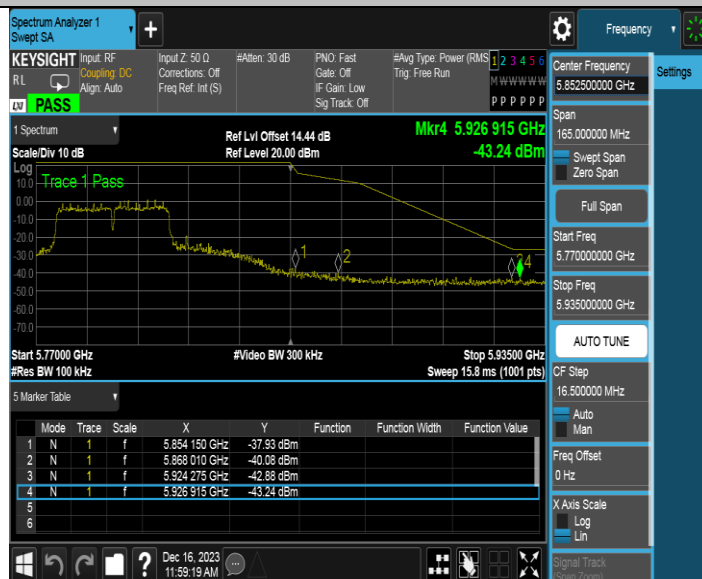 Spectrum Analyzer 1
Swept SA
Frequency
KEYSIGHT
RL
LXI PASS
Input: RF
Coupling: DC
Align: Auto
Input Z: 50 Ω
Corrections: Off
Freq Ref: Int (S)
#Atten: 30 dB
PNO: Fast
Gate: Off
IF Gain: Low
Sig Track: Off
#Avg Type: Power (RMS
Trig: Free Run
1 2 3 4 5 6
M W W W W W
P P P P P P
1 Spectrum
Scale/Div 10 dB
Ref Lvl Offset 14.44 dB
Ref Level 20.00 dBm
Mkr4 5.926 915 GHz
-43.24 dBm
Log
Trace 1 Pass
10.0
0.00
-10.0
-20.0
-30.0
-40.0
-50.0
-60.0
-70.0
1
2
4
Start 5.77000 GHz
#Video BW 300 kHz
Stop 5.93500 GHz
#Res BW 100 kHz
Sweep 15.8 ms (1001 pts)
5 Marker Table
Mode Trace Scale X Y Function Function Width Function Value
1 N 1 f 5.854 150 GHz -37.93 dBm
2 N 1 f 5.868 010 GHz -40.08 dBm
3 N 1 f 5.924 275 GHz -42.88 dBm
4 N 1 f 5.926 915 GHz -43.24 dBm
5
6
?
Dec 16, 2023
11:59:19 AM
Center Frequency
5.852500000 GHz
Settings
Span
165.000000 MHz
Swept Span
Zero Span
Full Span
Start Freq
5.770000000 GHz
Stop Freq
5.935000000 GHz
AUTO TUNE
CF Step
16.500000 MHz
Auto
Man
Freq Offset
0 Hz
X Axis Scale
Log
Lin
Signal Track
(Span Zoom)